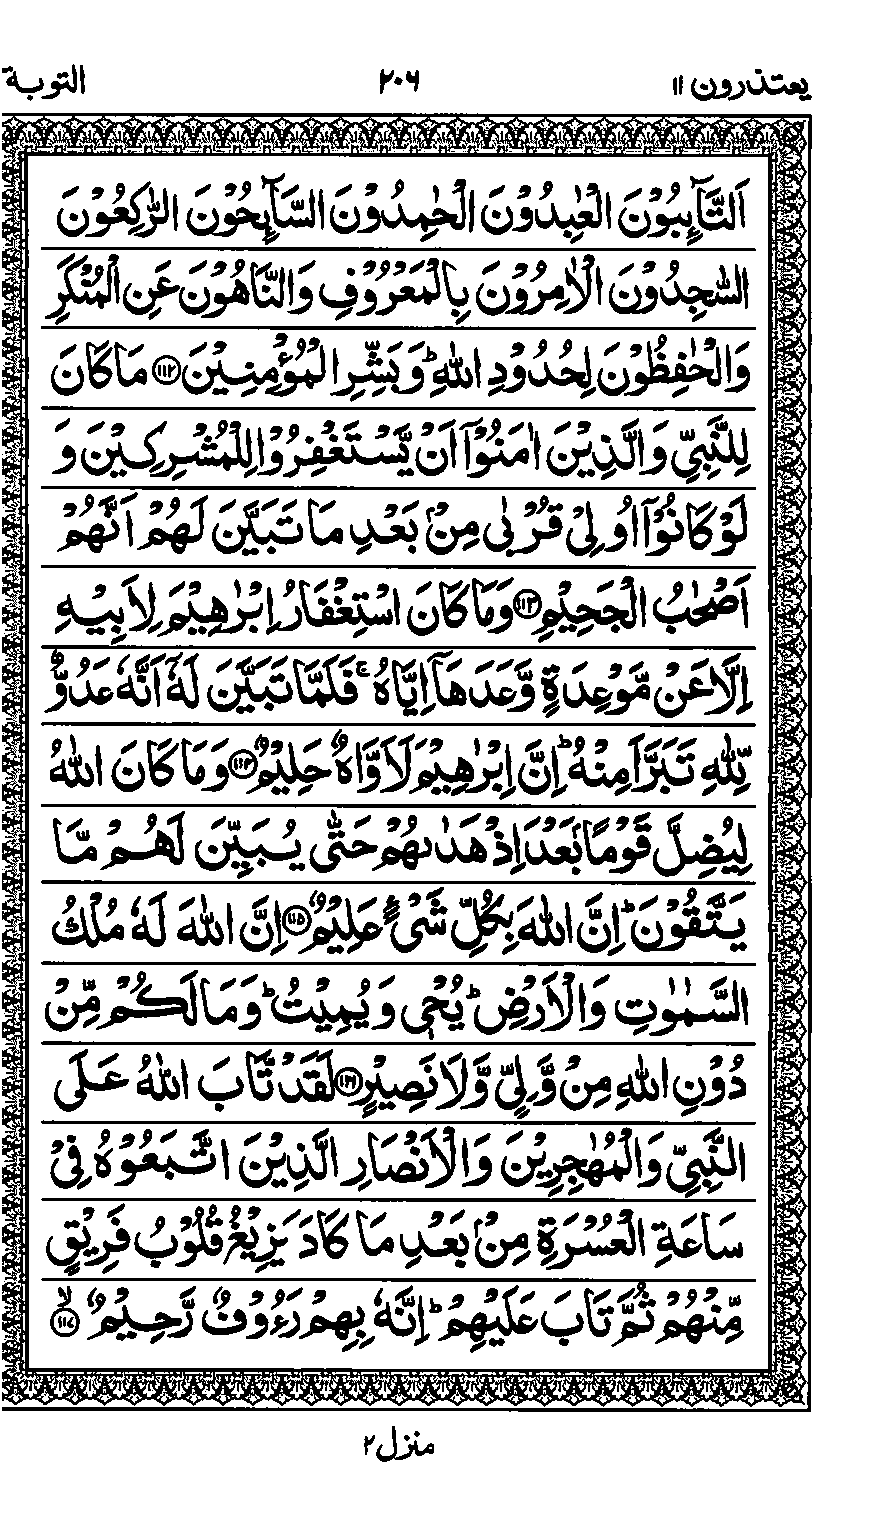 يعتذرون ١١ ٢٠٦ التوبة
اَلتَّآىِٕبُوْنَ الْعٰبِدُوْنَ الْحٰمِدُوْنَ السَّآىِٕحُوْنَ الرّٰكِعُوْنَ
السّٰجِدُوْنَ الْاٰمِرُوْنَ بِالْمَعْرُوْفِ وَالنَّاهُوْنَ عَنِ الْمُنْكَرِ
وَالْحٰفِظُوْنَ لِحُدُوْدِ اللّٰهِؕ وَبَشِّرِ الْمُؤْمِنِيْنَ ۝١١٢ مَا كَانَ
لِلنَّبِيِّ وَالَّذِيْنَ اٰمَنُوْۤا اَنْ يَّسْتَغْفِرُوْا لِلْمُشْرِكِيْنَ وَ
لَوْ كَانُوْۤا اُولِيْ قُرْبٰى مِنْۢ بَعْدِ مَا تَبَيَّنَ لَهُمْ اَنَّهُمْ
اَصْحٰبُ الْجَحِيْمِ ۝١١٣ وَمَا كَانَ اسْتِغْفَارُ اِبْرٰهِيْمَ لِاَبِيْهِ
اِلَّا عَنْ مَّوْعِدَةٍ وَّعَدَهَاۤ اِيَّاهُ ۚ فَلَمَّا تَبَيَّنَ لَهٗۤ اَنَّهٗ عَدُوٌّ
لِّلّٰهِ تَبَرَّاَ مِنْهُؕ اِنَّ اِبْرٰهِيْمَ لَاَوَّاهٌ حَلِيْمٌ ۝١١٤ وَمَا كَانَ اللّٰهُ
لِيُضِلَّ قَوْمًۢا بَعْدَ اِذْ هَدٰىهُمْ حَتّٰى يُبَيِّنَ لَهُمْ مَّا
يَتَّقُوْنَؕ اِنَّ اللّٰهَ بِكُلِّ شَيْءٍ عَلِيْمٌ ۝١١٥ اِنَّ اللّٰهَ لَهٗ مُلْكُ
السَّمٰوٰتِ وَالْاَرْضِؕ يُحْيٖ وَيُمِيْتُؕ وَمَا لَكُمْ مِّنْ
دُوْنِ اللّٰهِ مِنْ وَّلِيٍّ وَّلَا نَصِيْرٍ ۝١١٦ لَقَدْ تَّابَ اللّٰهُ عَلَى
النَّبِيِّ وَالْمُهٰجِرِيْنَ وَالْاَنْصَارِ الَّذِيْنَ اتَّبَعُوْهُ فِيْ
سَاعَةِ الْعُسْرَةِ مِنْۢ بَعْدِ مَا كَادَ يَزِيْغُ قُلُوْبُ فَرِيْقٍ
مِّنْهُمْ ثُمَّ تَابَ عَلَيْهِمْؕ اِنَّهٗ بِهِمْ رَءُوْفٌ رَّحِيْمٌ ۝١١٧ۙ
منزل ٢